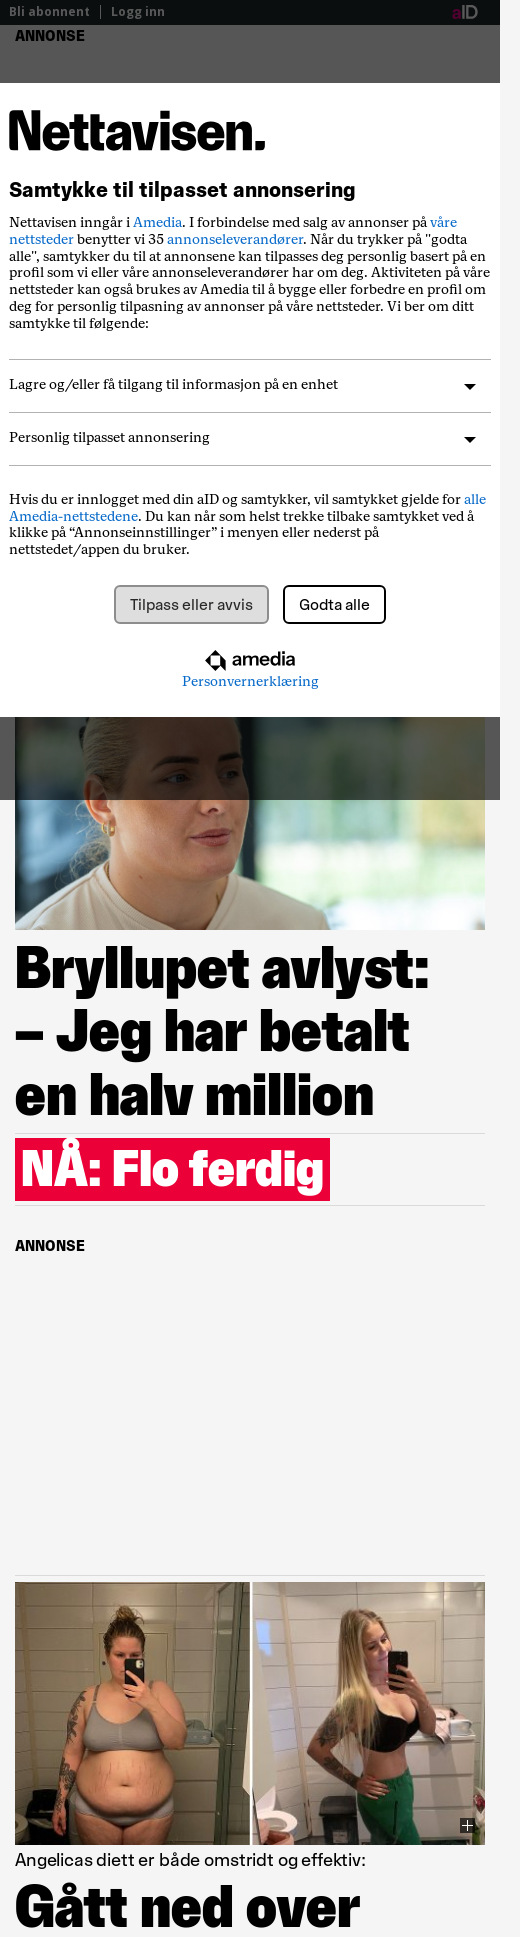 Bli abonnent | Logg inn
aID
ANNONSE
Nettavisen.
Samtykke til tilpasset annonsering
Nettavisen inngår i Amedia. I forbindelse med salg av annonser på våre
nettsteder benytter vi 35 annonseleverandører. Når du trykker på "godta
alle", samtykker du til at annonsene kan tilpasses deg personlig basert på en
profil som vi eller våre annonseleverandører har om deg. Aktiviteten på våre
nettsteder kan også brukes av Amedia til å bygge eller forbedre en profil om
deg for personlig tilpasning av annonser på våre nettsteder. Vi ber om ditt
samtykke til følgende:
Lagre og/eller få tilgang til informasjon på en enhet
Personlig tilpasset annonsering
Hvis du er innlogget med din aID og samtykker, vil samtykket gjelde for alle
Amedia-nettstedene. Du kan når som helst trekke tilbake samtykket ved å
klikke på “Annonseinnstillinger” i menyen eller nederst på
nettstedet/appen du bruker.
Tilpass eller avvis
Godta alle
amedia
Personvernerklæring
Bryllupet avlyst:
– Jeg har betalt
en halv million
NÅ: Flo ferdig
ANNONSE
Angelicas diett er både omstridt og effektiv:
Gått ned over